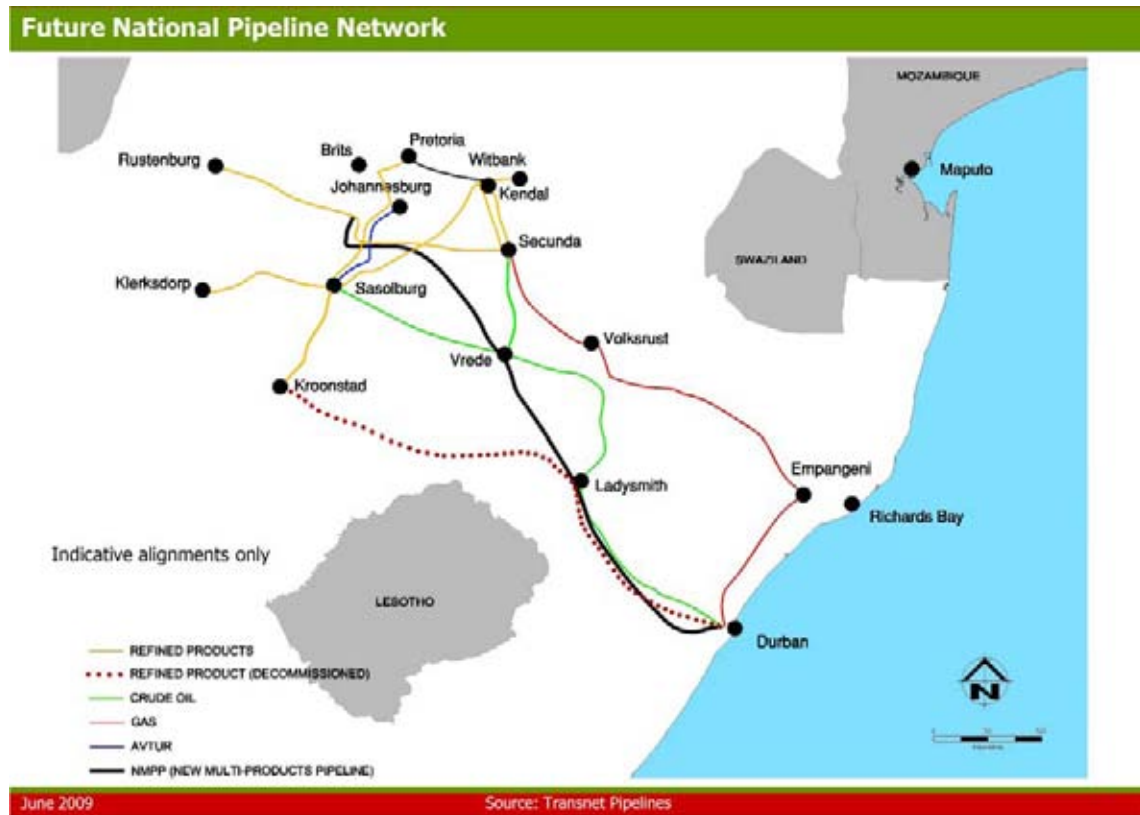 Future National Pipeline Network
MOZAMBIQUE
Pretoria
Brits
Witbank
Rustenburg
Maputo
Johannesburg
Kendal
Secunda
SWAZILAND
Klerksdorp
Sasolburg
Volksrust
Vrede
Kroonstad
Empangeni
Ladysmith
Richards Bay
Indicative alignments only
LESOTHO
Durban
REFINED PRODUCTS
REFINED PRODUCT (DECOMMISSIONED)
CRUDE OIL
GAS
AVTUR
NMPP (NEW MULTI-PRODUCTS PIPELINE)
N
June 2009
Source: Transnet Pipelines